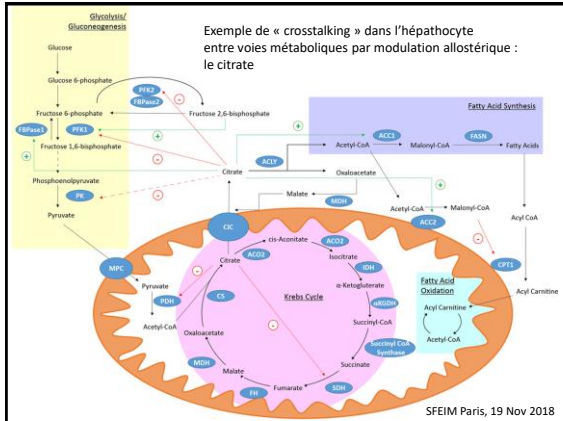 Glycolysis/
Gluconeogenesis
Exemple de « crosstalking » dans l'hépathocyte
entre voies métaboliques par modulation allostérique :
le citrate
Glucose
Glucose 6-phosphate
PFK2
FBPase2
Fructose 6-phosphate
Fructose 2,6-bisphosphate
FBPase1
PFK1
Fructose 1,6-bisphosphate
Phosphoenolpyruvate
PK
Pyruvate
Fatty Acid Synthesis
ACC1
FASN
Acetyl-CoA
Malonyl-CoA
Fatty Acids
Citrate
ACLY
Oxaloacetate
Malate
MDH
Acetyl-CoA
Malonyl-CoA
ACC2
Acyl CoA
CPT1
Acyl Carnitine
CIC
MPC
Pyruvate
PDH
Acetyl-CoA
Citrate
ACO2
cis-Aconitate
ACO2
Isocitrate
IDH
α-Ketogluterate
αKGDH
Succinyl-CoA
Succinyl CoA
Synthase
Succinate
SDH
Fumarate
FH
Malate
MDH
Oxaloacetate
CS
Krebs Cycle
Fatty Acid
Oxidation
Acyl Carnitine
Acetyl-CoA
+
+
+
+
-
-
-
-
-
-
SFEIM Paris, 19 Nov 2018